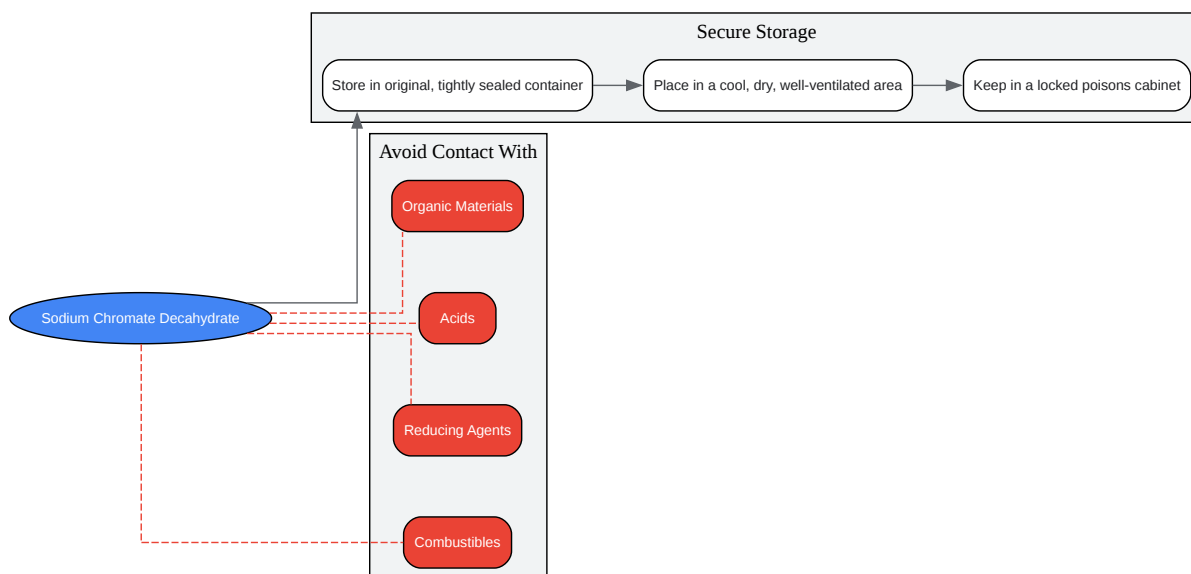 Secure Storage
Store in original, tightly sealed container
Place in a cool, dry, well-ventilated area
Keep in a locked poisons cabinet
Avoid Contact With
Organic Materials
Sodium Chromate Decahydrate
Acids
Reducing Agents
Combustibles